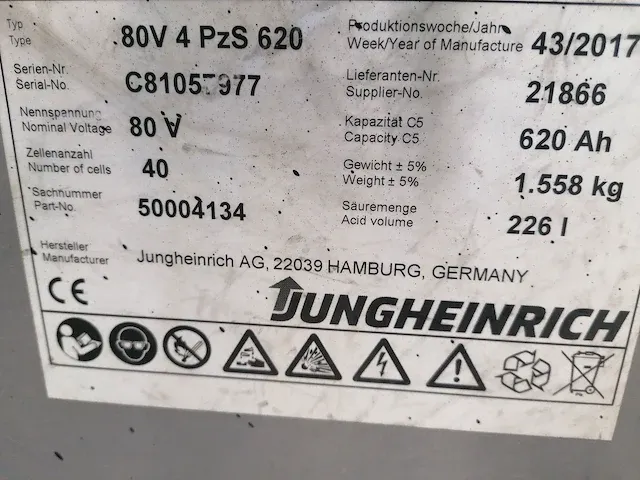 Typ
Type
80V 4 PzS 620
Produktionswoche/Jahr
Week/Year of Manufacture
43/2017
Serien-Nr.
Serial-No.
Lieferanten-Nr.
Supplier-No.
21866
Nennspannung
Nominal Voltage
80 V
Kapazität C5
Capacity C5
620 Ah
Zellenanzahl
Number of cells
40
Gewicht ± 5%
Weight ± 5%
1.558 kg
Sachnummer
Part-No.
50004134
Säuremenge
Acid volume
226 l
Hersteller
Manufacturer
Jungheinrich AG, 22039 HAMBURG, GERMANY
CE
JUNGHEINRICH